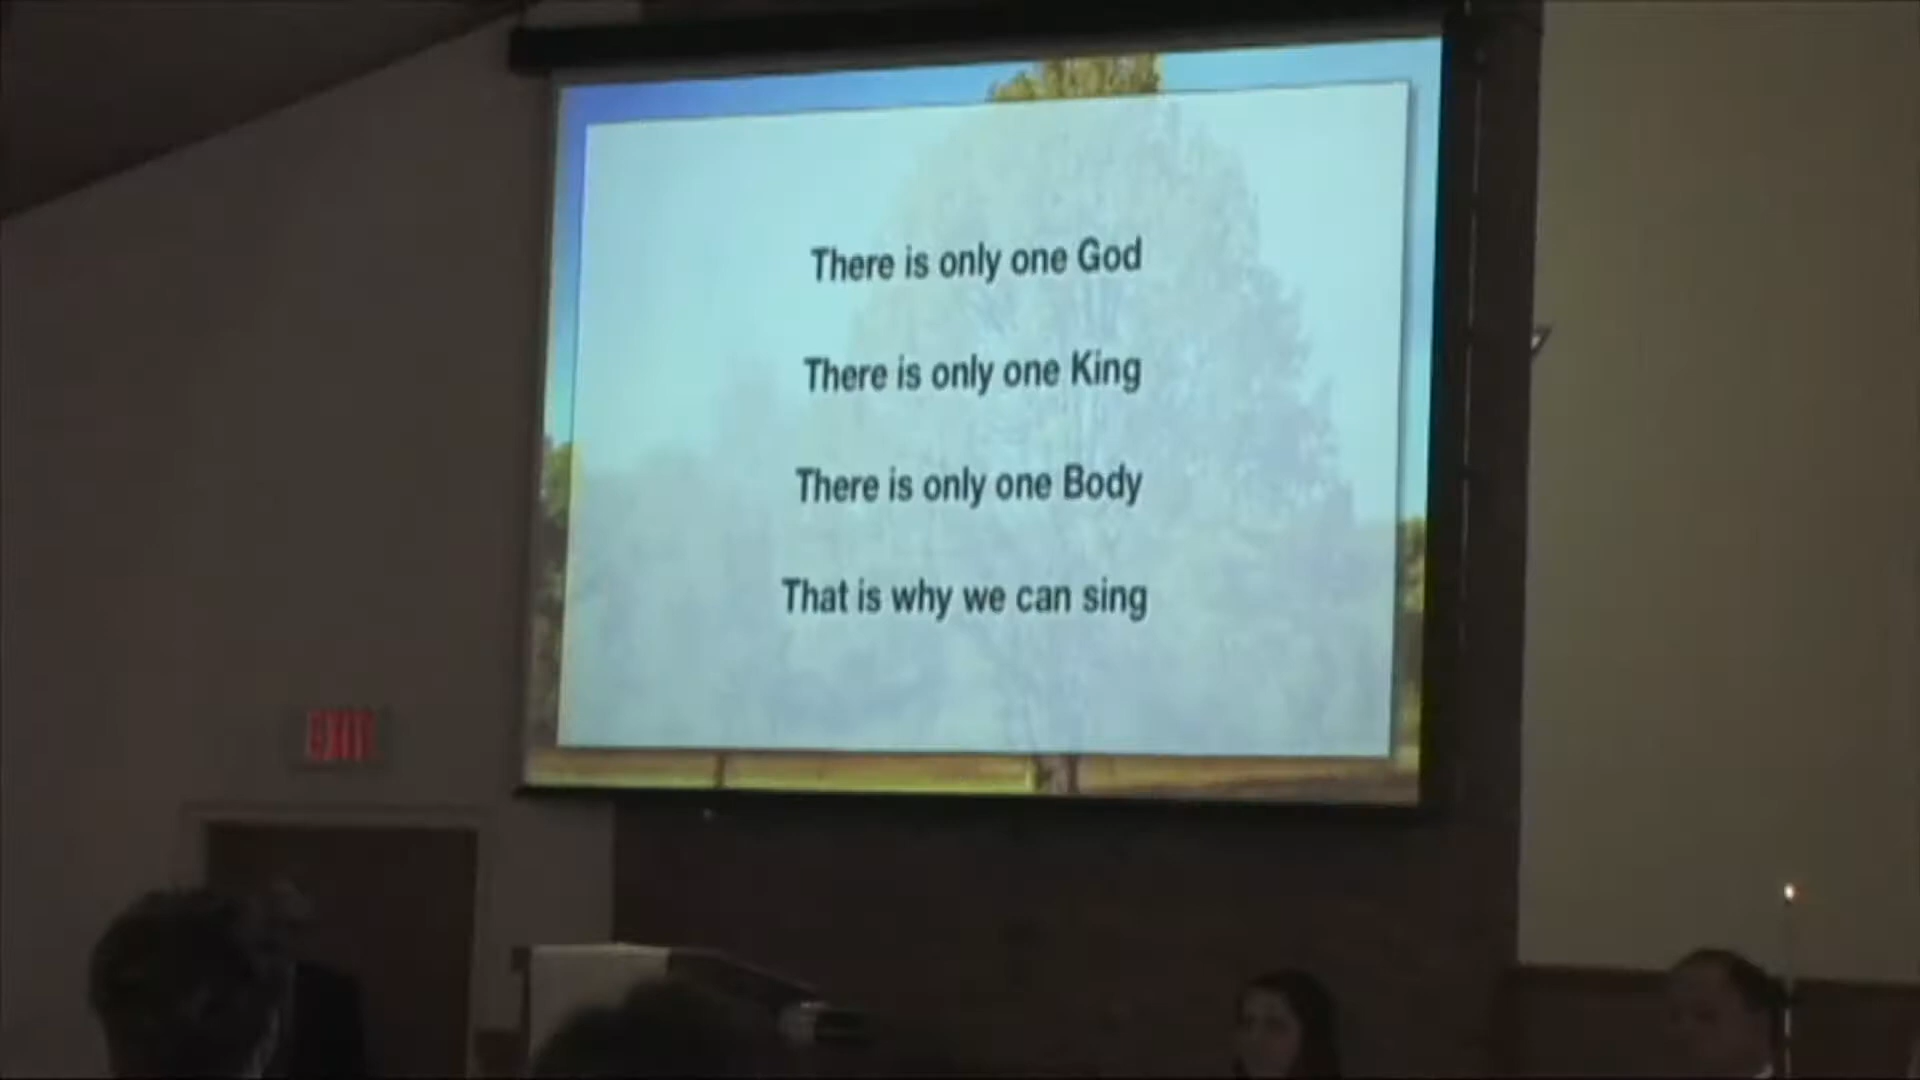 There is only one God
There is only one King
There is only one Body
That is why we can sing
EXIT